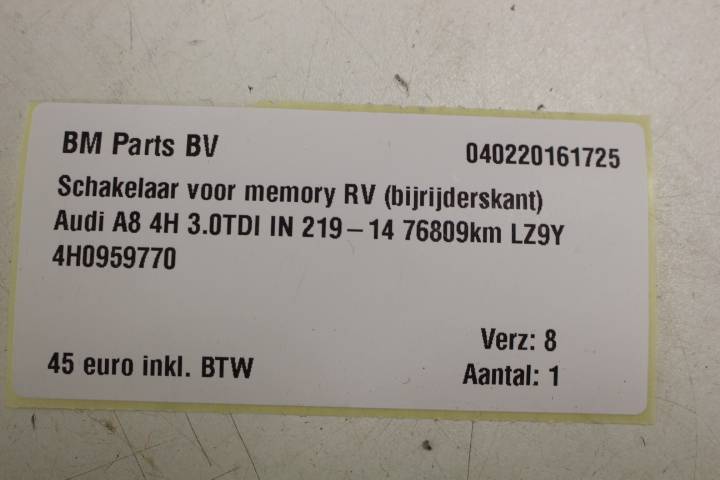 BM Parts BV 040220161725
Schakelaar voor memory RV (bijrijderskant)
Audi A8 4H 3.0TDI IN 219-14 76809km LZ9Y
4H0959770
Verz: 8
45 euro inkl. BTW
Aantal: 1